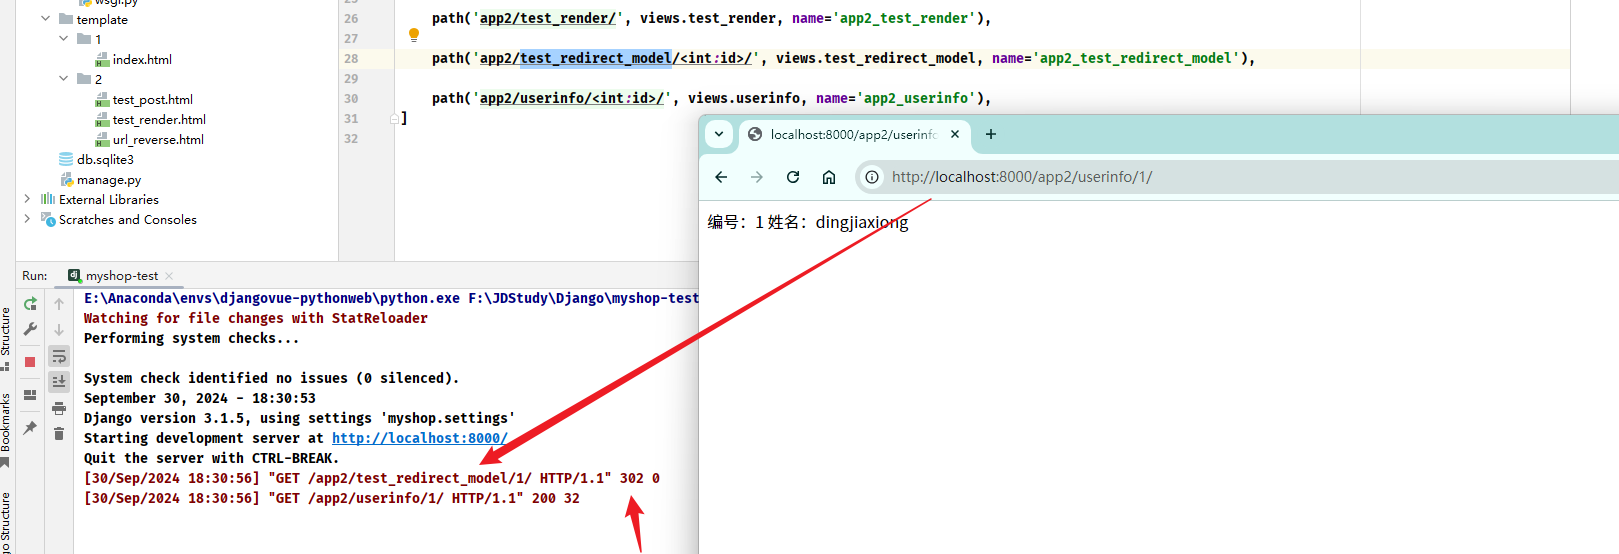 wsgi.py
template
1
index.html
2
test_post.html
test_render.html
url_reverse.html
db.sqlite3
manage.py
External Libraries
Scratches and Consoles
26 path('app2/test_render/', views.test_render, name='app2_test_render'),
27
28 path('app2/test_redirect_model/<int:id>/', views.test_redirect_model, name='app2_test_redirect_model'),
29
30 path('app2/userinfo/<int:id>/', views.userinfo, name='app2_userinfo'),
31 ]
32
localhost:8000/app2/userinfo
http://localhost:8000/app2/userinfo/1/
编号：1 姓名：dingjiaxiong
Run: myshop-test
E:\Anaconda\envs\djangovue-pythonweb\python.exe F:\JDStudy\Django\myshop-test
Watching for file changes with StatReloader
Performing system checks...
System check identified no issues (0 silenced).
September 30, 2024 - 18:30:53
Django version 3.1.5, using settings 'myshop.settings'
Starting development server at http://localhost:8000/
Quit the server with CTRL-BREAK.
[30/Sep/2024 18:30:56] "GET /app2/test_redirect_model/1/ HTTP/1.1" 302 0
[30/Sep/2024 18:30:56] "GET /app2/userinfo/1/ HTTP/1.1" 200 32
Structure
Bookmarks
Structure